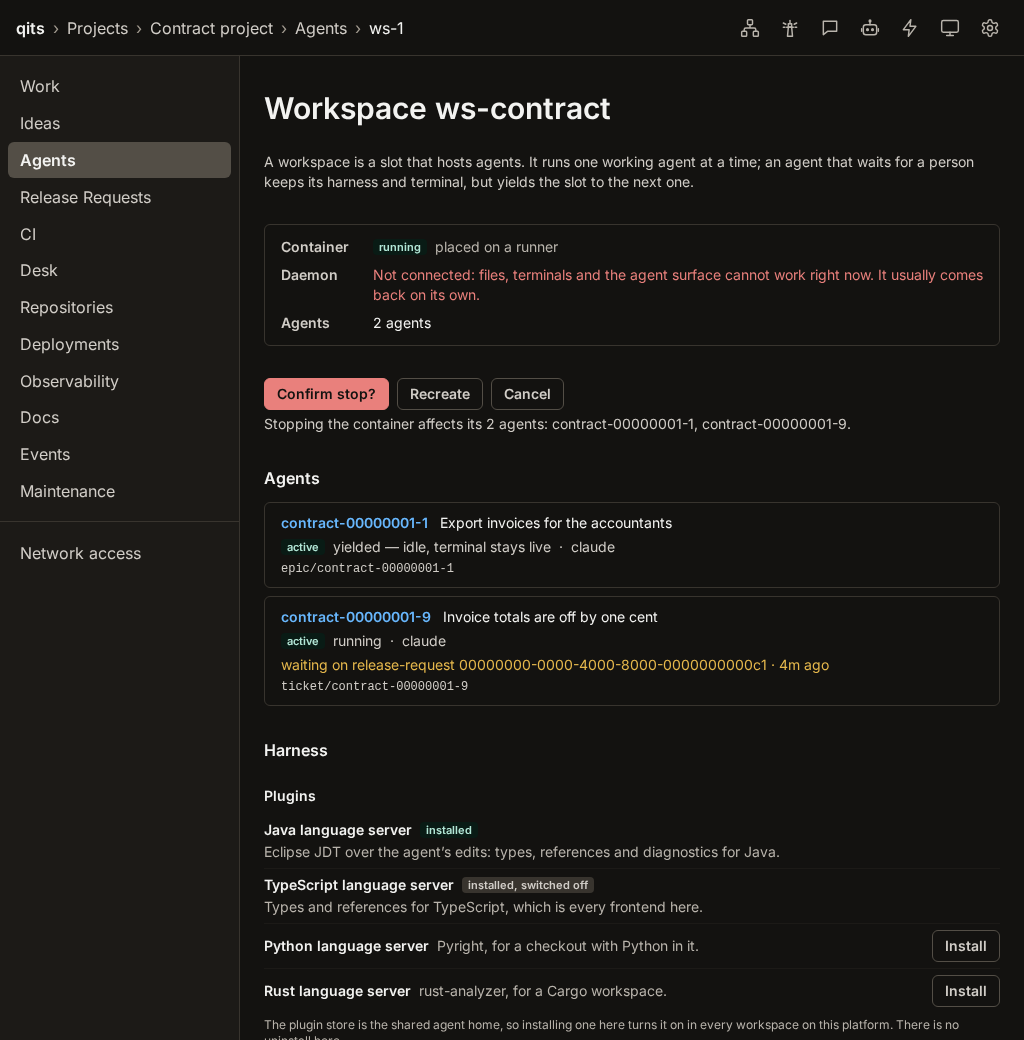 qits › Projects › Contract project › Agents › ws-1
Work
Ideas
Agents
Release Requests
CI
Desk
Repositories
Deployments
Observability
Docs
Events
Maintenance
Network access
Workspace ws-contract
A workspace is a slot that hosts agents. It runs one working agent at a time; an agent that waits for a person
keeps its harness and terminal, but yields the slot to the next one.
Container running placed on a runner
Daemon Not connected: files, terminals and the agent surface cannot work right now. It usually comes
back on its own.
Agents 2 agents
Confirm stop? Recreate Cancel
Stopping the container affects its 2 agents: contract-00000001-1, contract-00000001-9.
Agents
contract-00000001-1 Export invoices for the accountants
active yielded — idle, terminal stays live · claude
epic/contract-00000001-1
contract-00000001-9 Invoice totals are off by one cent
active running · claude
waiting on release-request 00000000-0000-4000-8000-0000000000c1 · 4m ago
ticket/contract-00000001-9
Harness
Plugins
Java language server installed
Eclipse JDT over the agent’s edits: types, references and diagnostics for Java.
TypeScript language server installed, switched off
Types and references for TypeScript, which is every frontend here.
Python language server Pyright, for a checkout with Python in it. Install
Rust language server rust-analyzer, for a Cargo workspace. Install
The plugin store is the shared agent home, so installing one here turns it on in every workspace on this platform. There is no
uninstall here.